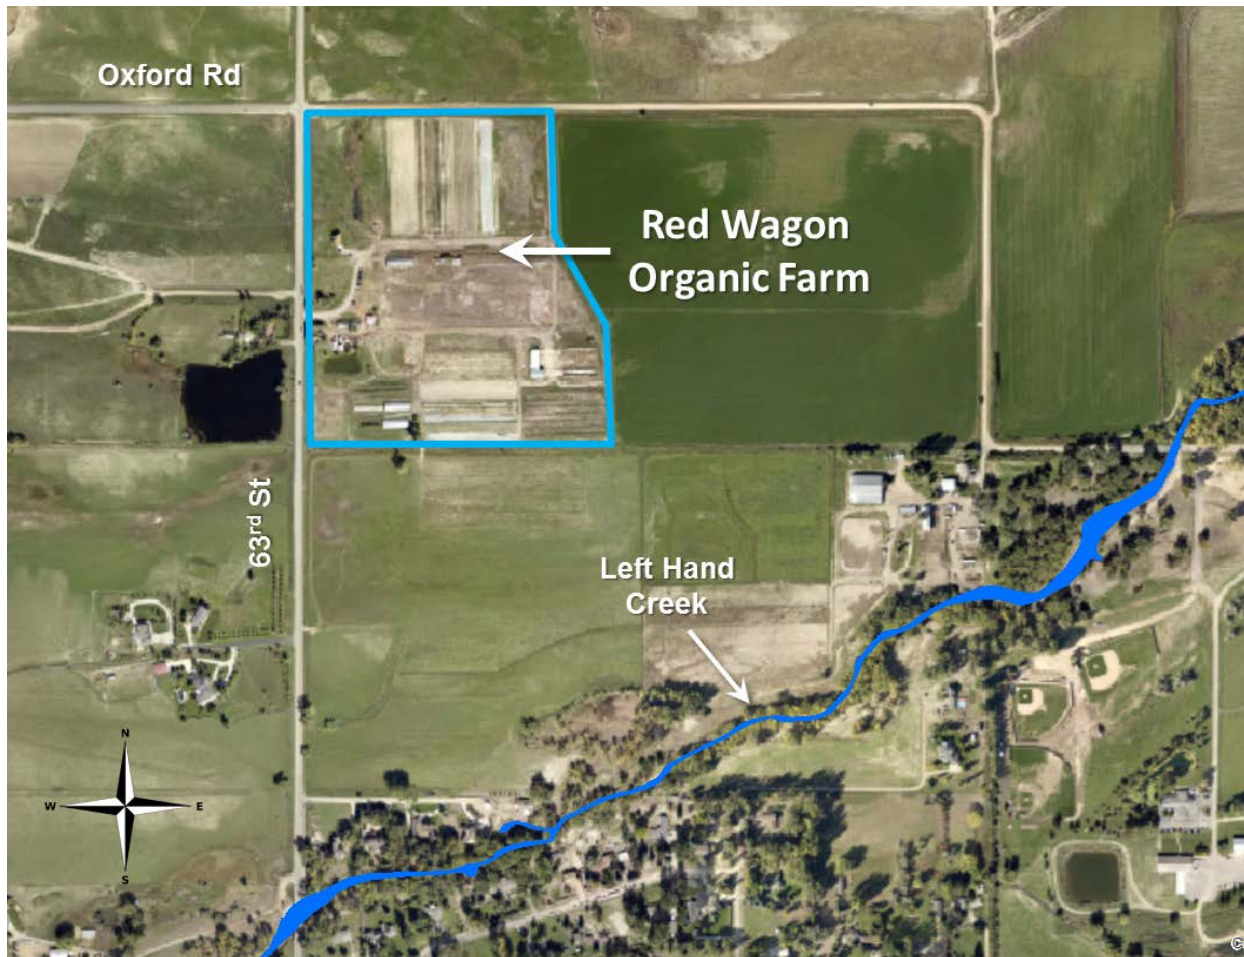 Oxford Rd
Red Wagon
Organic Farm
63rd St
Left Hand
Creek
N
W
E
S